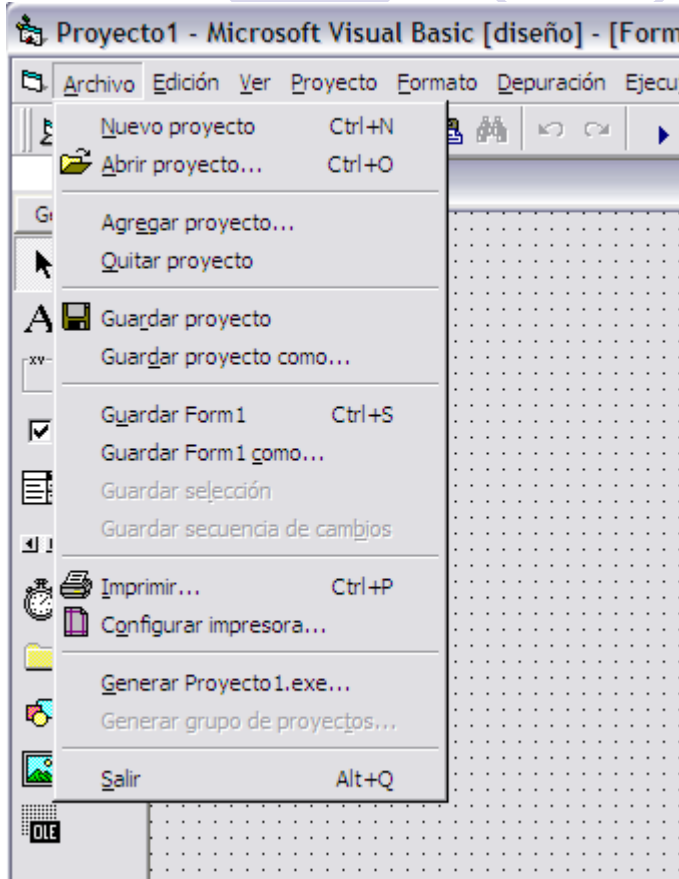 Proyecto1 - Microsoft Visual Basic [diseño] - [Form
Archivo Edición Ver Proyecto Formato Depuración Ejecu
Nuevo proyecto Ctrl+N
Abrir proyecto... Ctrl+O
Agregar proyecto...
Quitar proyecto
Guardar proyecto
Guardar proyecto como...
Guardar Form1 Ctrl+S
Guardar Form1 como...
Guardar selección
Guardar secuencia de cambios
Imprimir... Ctrl+P
Configurar impresora...
Generar Proyecto1.exe...
Generar grupo de proyectos...
Salir Alt+Q
A
xv
OLE